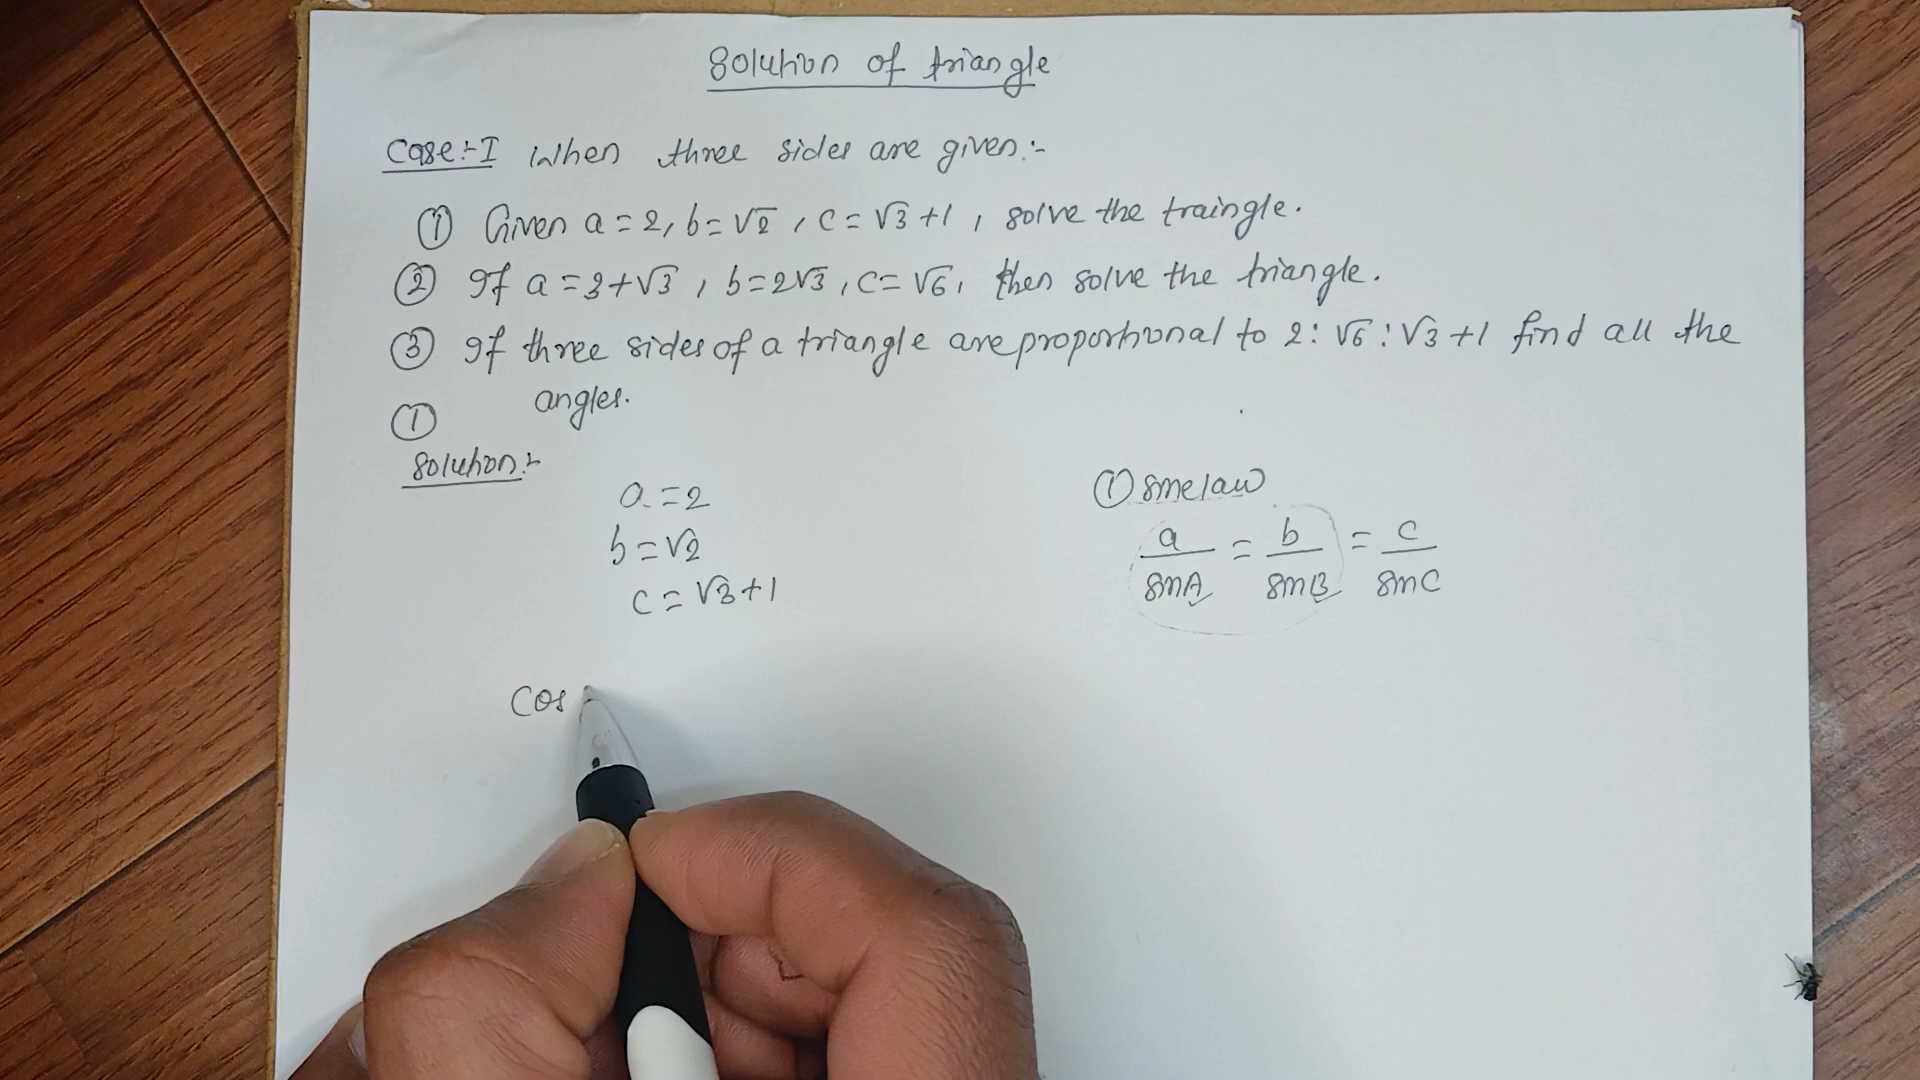 Solution of triangle
Case:-I When three sides are given:-
① Given a = 2, b = √2, c = √3 + 1, solve the traingle.
② If a = 3+√3, b = 2√3, c = √6, then solve the triangle.
③ If three sides of a triangle are proportional to 2 : √6 : √3 + 1 find all the
angles.
①
Solution:-
a = 2
b = √2
c = √3 + 1
Cos
① Sine law
a/SinA = b/SinB = c/SinC